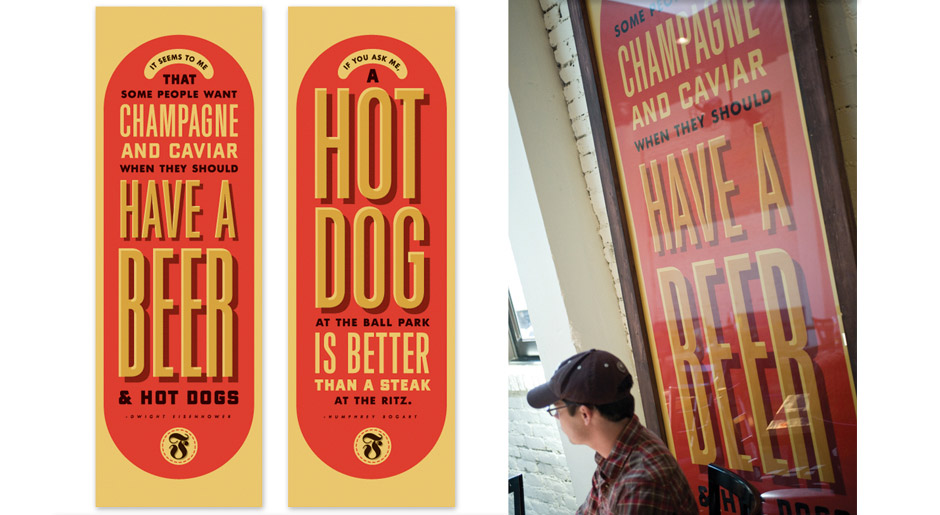 IT SEEMS TO ME
THAT
SOME PEOPLE WANT
CHAMPAGNE
AND CAVIAR
WHEN THEY SHOULD
HAVE A
BEER
& HOT DOGS
-DWIGHT EISENHOWER
F
IF YOU ASK ME,
A
HOT
DOG
AT THE BALL PARK
IS BETTER
THAN A STEAK
AT THE RITZ.
-HUMPHREY BOGART
F
SOME
CHAMPAGNE
AND CAVIAR
WHEN THEY SHOULD
HAVE A
BEER